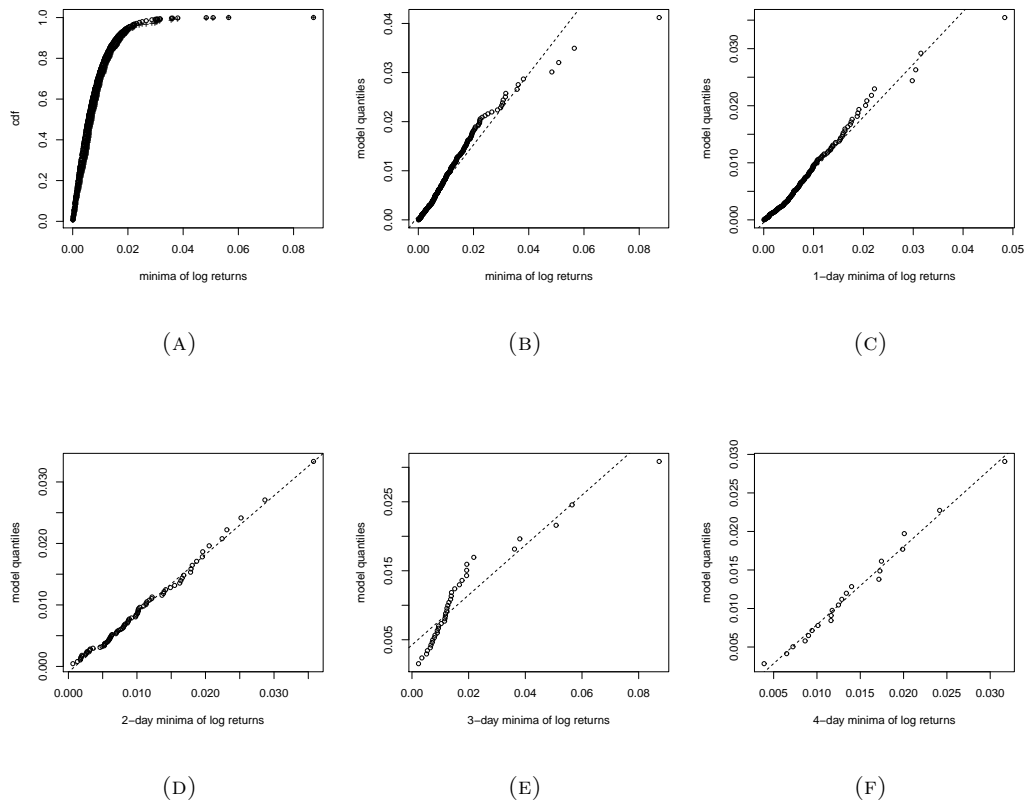 cdf
0.0 0.2 0.4 0.6 0.8 1.0
0.00 0.02 0.04 0.06 0.08
minima of log returns
(A)
model quantiles
0.00 0.01 0.02 0.03 0.04
0.00 0.02 0.04 0.06 0.08
minima of log returns
(B)
model quantiles
0.000 0.010 0.020 0.030
0.00 0.01 0.02 0.03 0.04 0.05
1−day minima of log returns
(C)
model quantiles
0.000 0.010 0.020 0.030
0.000 0.010 0.020 0.030
2−day minima of log returns
(D)
model quantiles
0.005 0.015 0.025
0.00 0.02 0.04 0.06 0.08
3−day minima of log returns
(E)
model quantiles
0.005 0.010 0.015 0.020 0.025 0.030
0.005 0.010 0.015 0.020 0.025 0.030
4−day minima of log returns
(F)